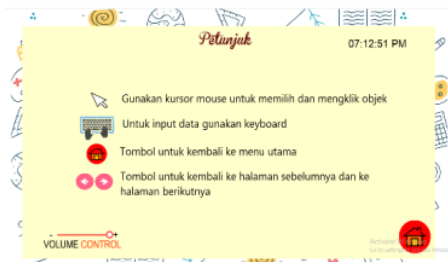 Petunjuk
07:12:51 PM
Gunakan kursor mouse untuk memilih dan mengklik objek
Untuk input data gunakan keyboard
Tombol untuk kembali ke menu utama
Tombol untuk kembali ke halaman sebelumnya dan ke
halaman berikutnya
- +
VOLUME CONTROL
Activate